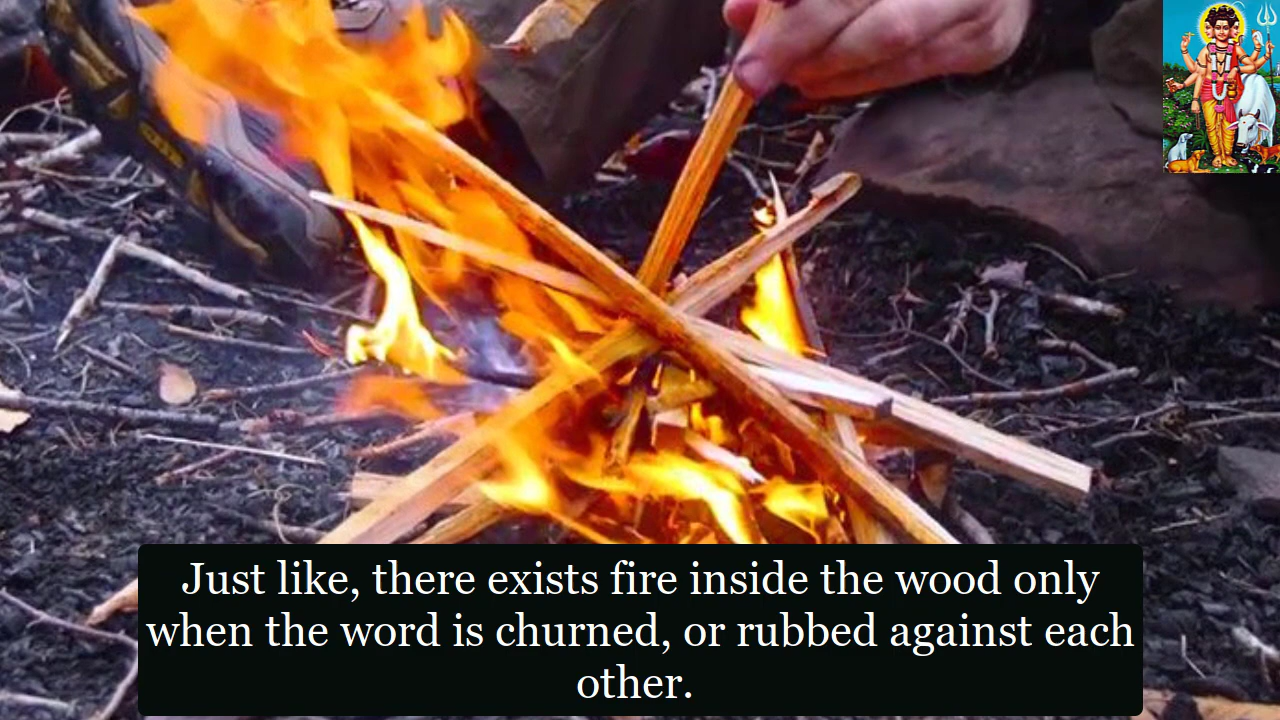 Just like, there exists fire inside the wood only
when the word is churned, or rubbed against each
other.